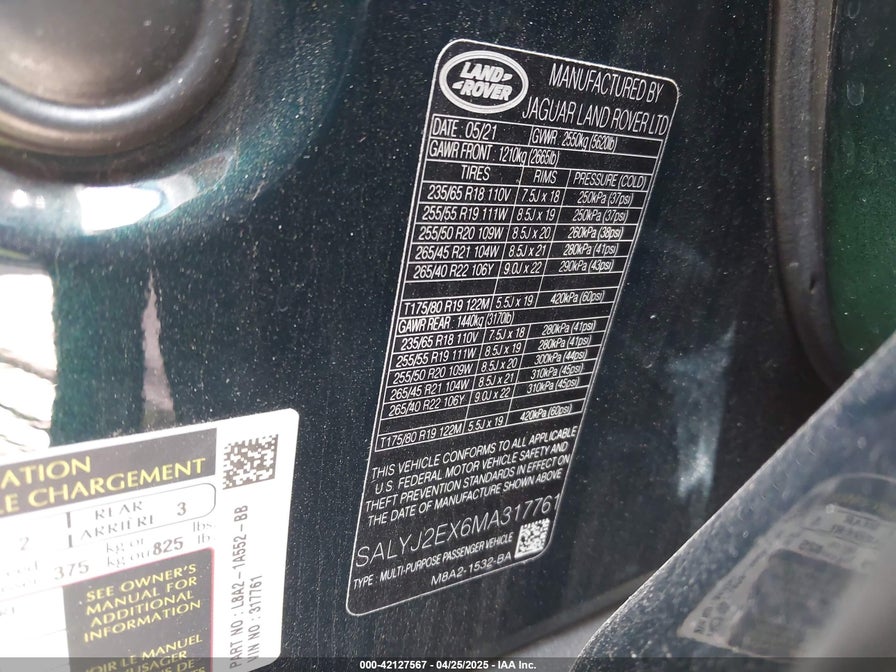 LAND
ROVER
MANUFACTURED BY
JAGUAR LAND ROVER LTD
DATE : 05/21 GVWR : 2550kg (5620lb)
GAWR FRONT : 1210kg (2665lb)
TIRES RIMS PRESSURE (COLD)
235/65 R18 110V 7.5J x 18 250kPa (37psi)
255/55 R19 111W 8.5J x 19 250kPa (37psi)
255/50 R20 109W 8.5J x 20 260kPa (38psi)
265/45 R21 104W 8.5J x 21 280kPa (41psi)
265/40 R22 106Y 9.0J x 22 290kPa (43psi)
T175/80 R19 122M 5.5J x 19 420kPa (60psi)
GAWR REAR : 1440kg (3170lb)
235/65 R18 110V 7.5J x 18 280kPa (41psi)
255/55 R19 111W 8.5J x 19 280kPa (41psi)
255/50 R20 109W 8.5J x 20 300kPa (44psi)
265/45 R21 104W 8.5J x 21 310kPa (45psi)
265/40 R22 106Y 9.0J x 22 310kPa (45psi)
T175/80 R19 122M 5.5J x 19 420kPa (60psi)
THIS VEHICLE CONFORMS TO ALL APPLICABLE
U.S. FEDERAL MOTOR VEHICLE SAFETY AND
THEFT PREVENTION STANDARDS IN EFFECT ON
THE DATE OF MANUFACTURE SHOWN ABOVE
SALYJ2EX6MA317761
TYPE : MULTI-PURPOSE PASSENGER VEHICLE
M8A2-1532-BA
CHARGEMENT
2 REAR 3
ARRIÈRE
375 kg or lbs
kg ou 825 lb
SEE OWNER'S
MANUAL FOR
ADDITIONAL
INFORMATION
VOIR LE MANUEL
PART NO : L8A2-1A552-BB
VIN NO : 317761
000-42127567 — 04/25/2025 - IAA Inc.